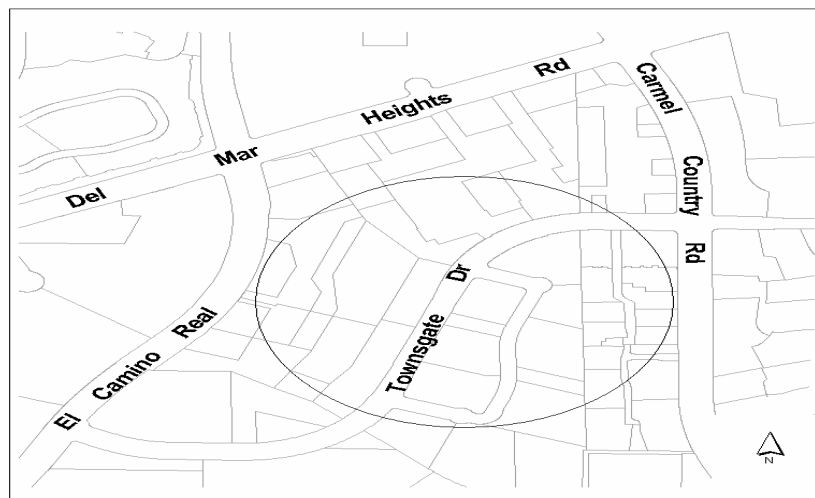 Del Mar Heights Rd
Carmel Country Rd
El Camino Real
Townsgate Dr
N